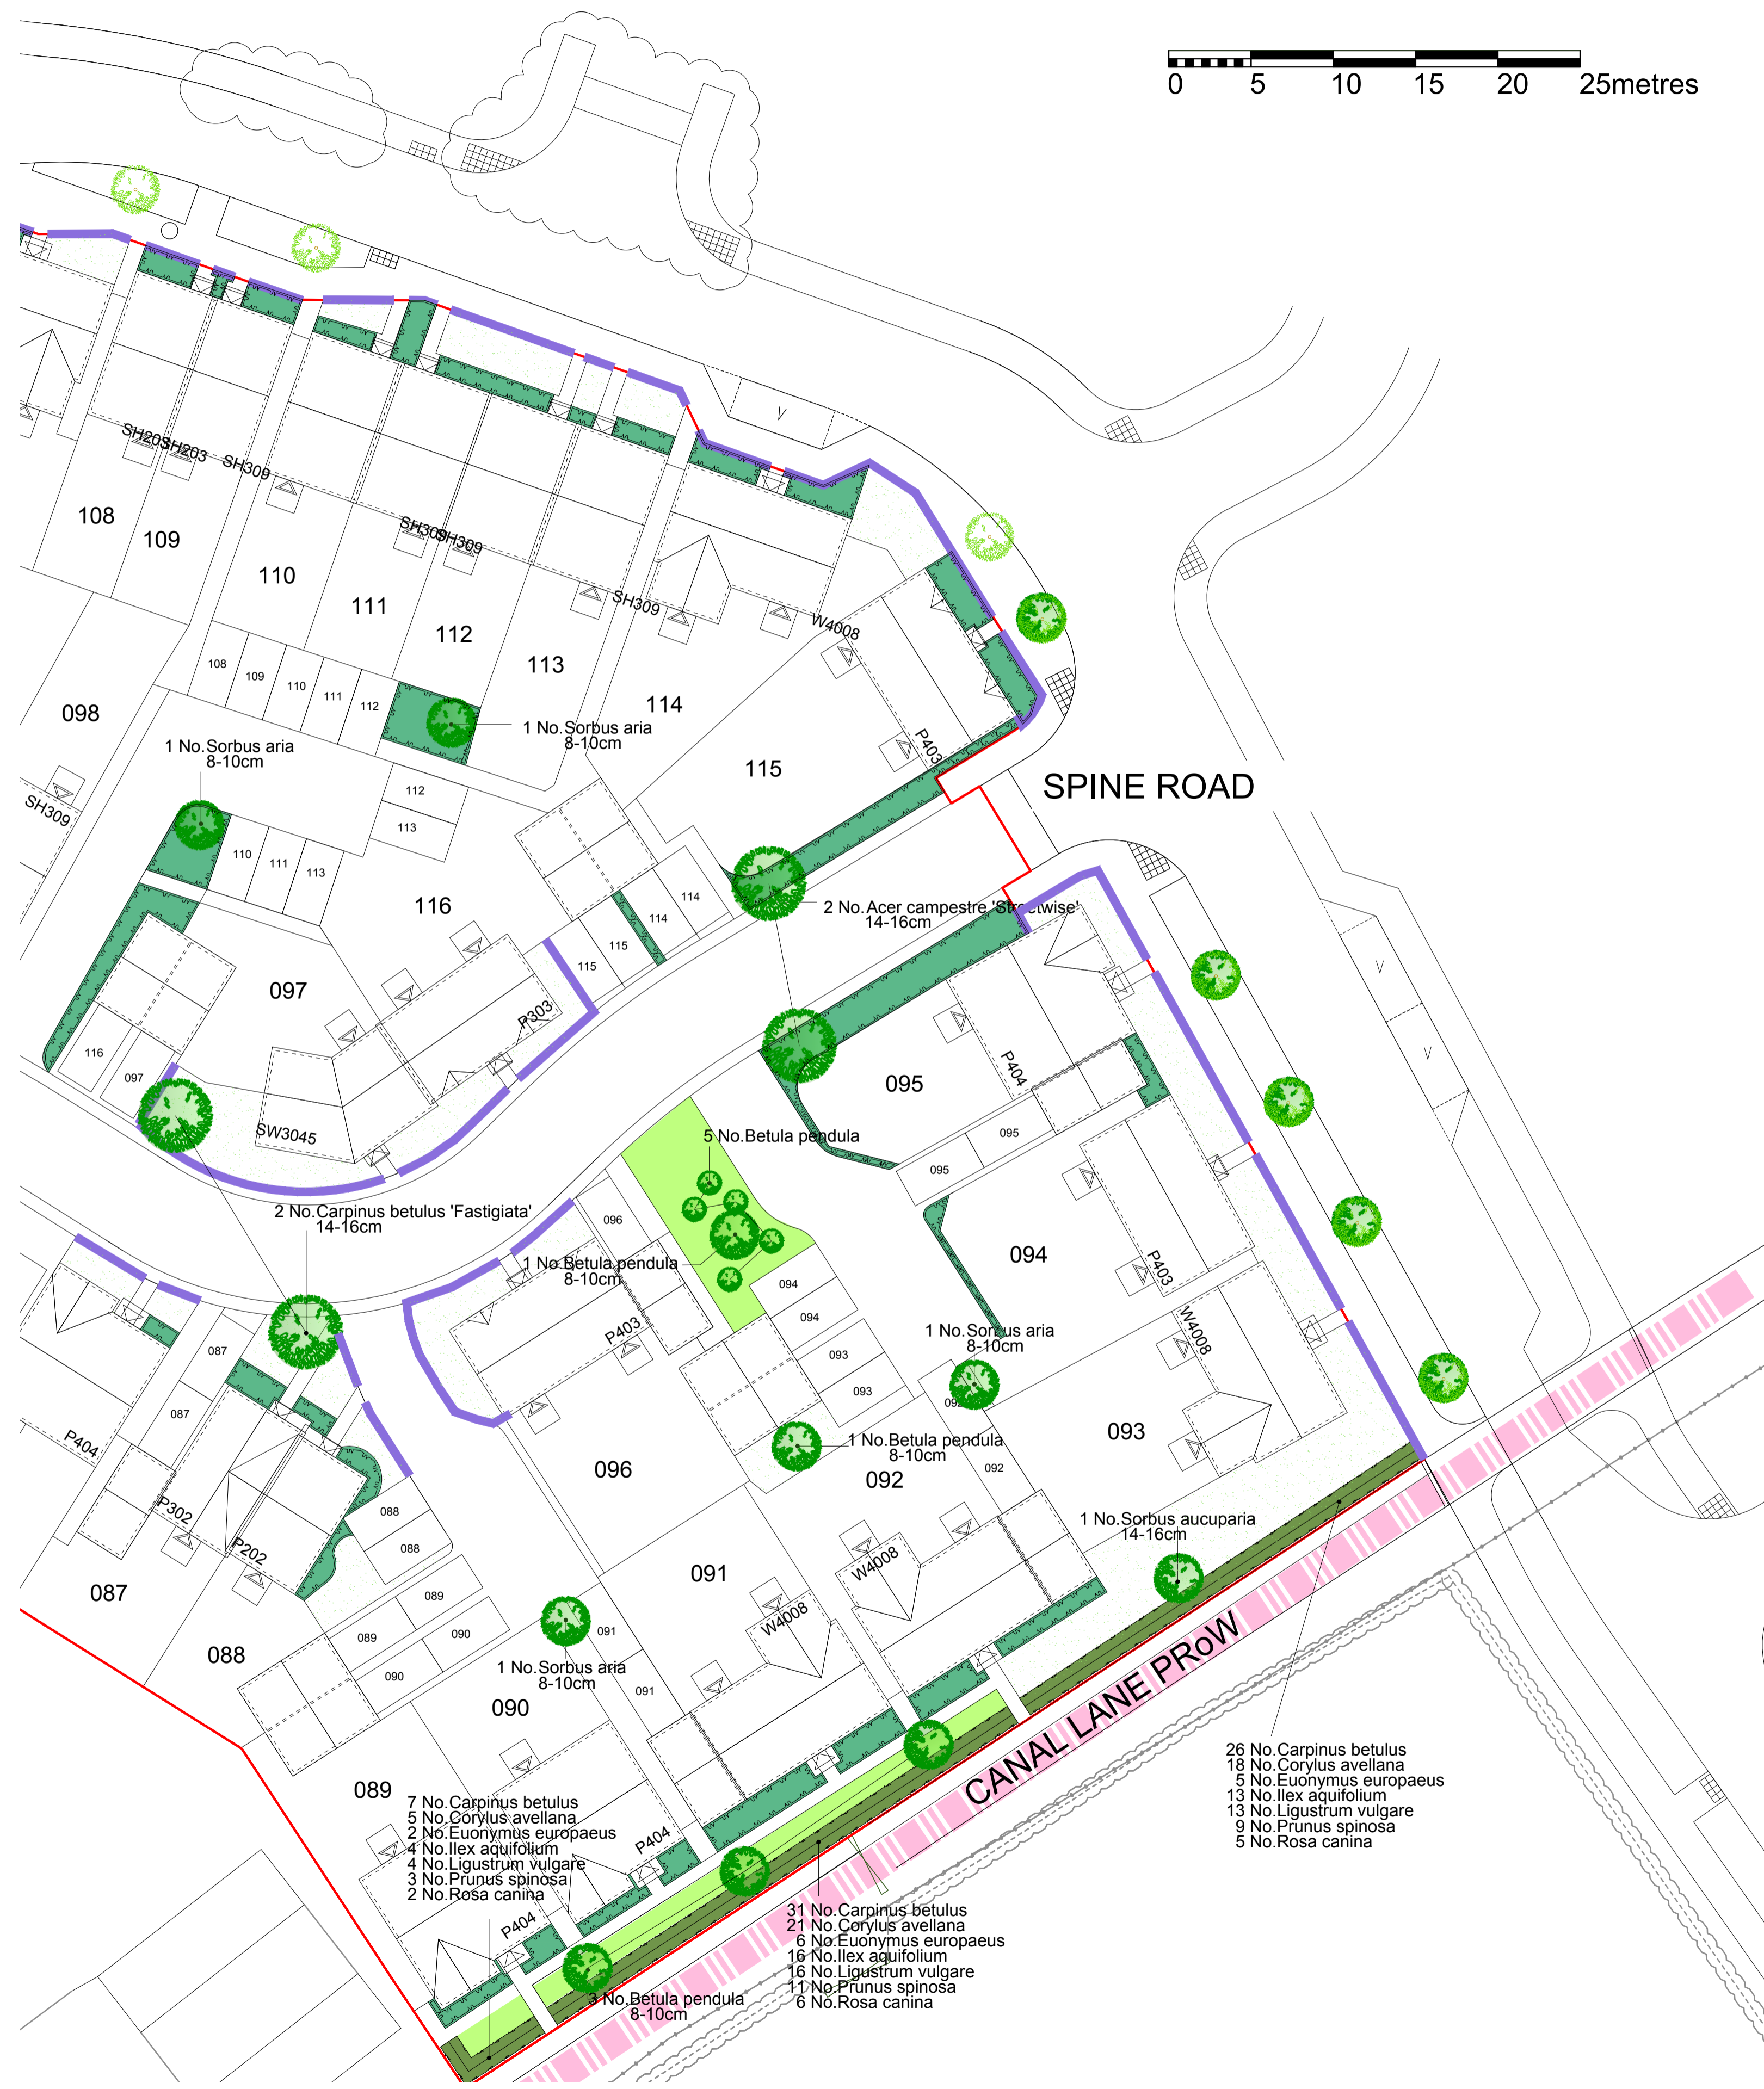 0 5 10 15 20 25metres
SH203
SH203
SH309
SH309
SH309
SH309
W4008
108
109
110
111
112
113
114
098
108
109
110
111
112
1 No.Sorbus aria
8-10cm
1 No.Sorbus aria
8-10cm
SH309
P403
115
SPINE ROAD
112
113
110
111
113
116
114
114
115
115
2 No.Acer campestre 'Streetwise'
14-16cm
097
P303
116
097
SW3045
095
P404
095
095
5 No.Betula pendula
2 No.Carpinus betulus 'Fastigiata'
14-16cm
096
1 No.Betula pendula
8-10cm
094
094
094
P403
P403
W4008
093
093
1 No.Sorbus aria
8-10cm
092
087
087
P404
096
1 No.Betula pendula
8-10cm
092
092
093
P302
P202
088
088
087
088
089
089
090
090
091
W4008
W4008
1 No.Sorbus aucuparia
14-16cm
091
091
1 No.Sorbus aria
8-10cm
090
CANAL LANE PRoW
089
7 No.Carpinus betulus
5 No.Corylus avellana
2 No.Euonymus europaeus
4 No.Ilex aquifolium
4 No.Ligustrum vulgare
3 No.Prunus spinosa
2 No.Rosa canina
P404
P404
26 No.Carpinus betulus
18 No.Corylus avellana
5 No.Euonymus europaeus
13 No.Ilex aquifolium
13 No.Ligustrum vulgare
9 No.Prunus spinosa
5 No.Rosa canina
31 No.Carpinus betulus
21 No.Corylus avellana
6 No.Euonymus europaeus
16 No.Ilex aquifolium
16 No.Ligustrum vulgare
11 No.Prunus spinosa
6 No.Rosa canina
3 No.Betula pendula
8-10cm